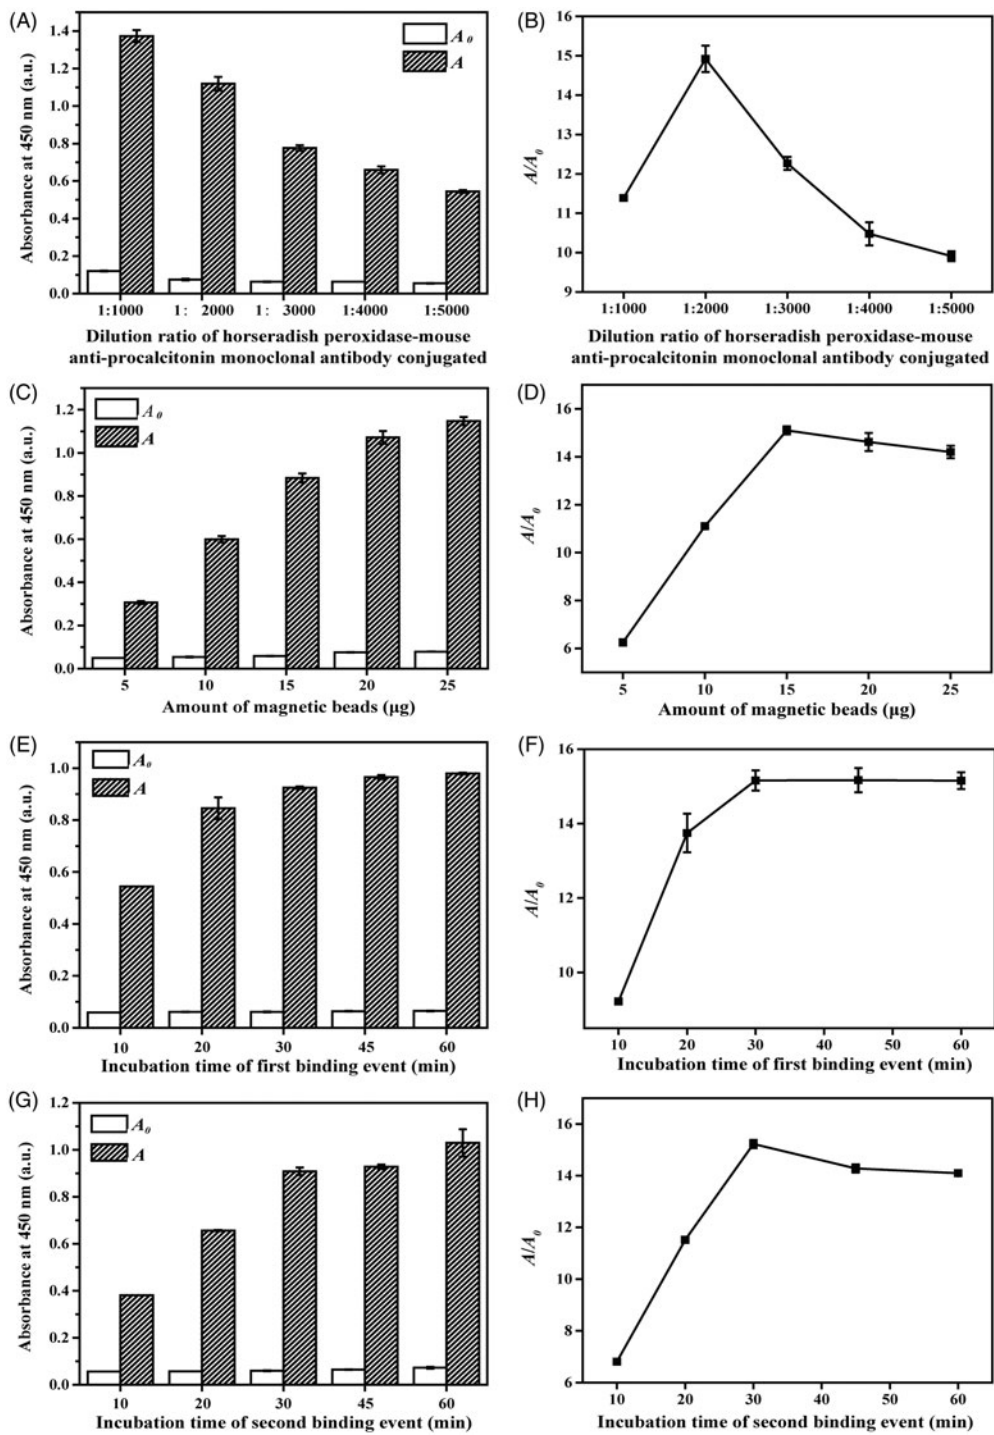 (A)
1.4
1.2
1.0
0.8
0.6
0.4
0.2
0.0
Absorbance at 450 nm (a.u.)
A₀
A
1:1000 1: 2000 1: 3000 1:4000 1:5000
Dilution ratio of horseradish peroxidase-mouse
anti-procalcitonin monoclonal antibody conjugated
(B)
16
15
13
12
11
10
9
A/A₀
1:1000 1:2000 1:3000 1:4000 1:5000
Dilution ratio of horseradish peroxidase-mouse
anti-procalcitonin monoclonal antibody conjugated
(C)
1.2
1.0
0.8
0.6
0.4
0.2
0.0
Absorbance at 450 nm (a.u.)
A₀
A
5 10 15 20 25
Amount of magnetic beads (µg)
(D)
16
14
12
10
8
6
A/A₀
5 10 15 20 25
Amount of magnetic beads (µg)
(E)
1.0
0.8
0.6
0.4
0.2
0.0
Absorbance at 450 nm (a.u.)
A₀
A
10 20 30 45 60
Incubation time of first binding event (min)
(F)
16
14
12
10
A/A₀
10 20 30 40 50 60
Incubation time of first binding event (min)
(G)
1.2
1.0
0.8
0.6
0.4
0.2
0.0
Absorbance at 450 nm (a.u.)
A₀
A
10 20 30 45 60
Incubation time of second binding event (min)
(H)
16
14
12
10
8
6
A/A₀
10 20 30 40 50 60
Incubation time of second binding event (min)